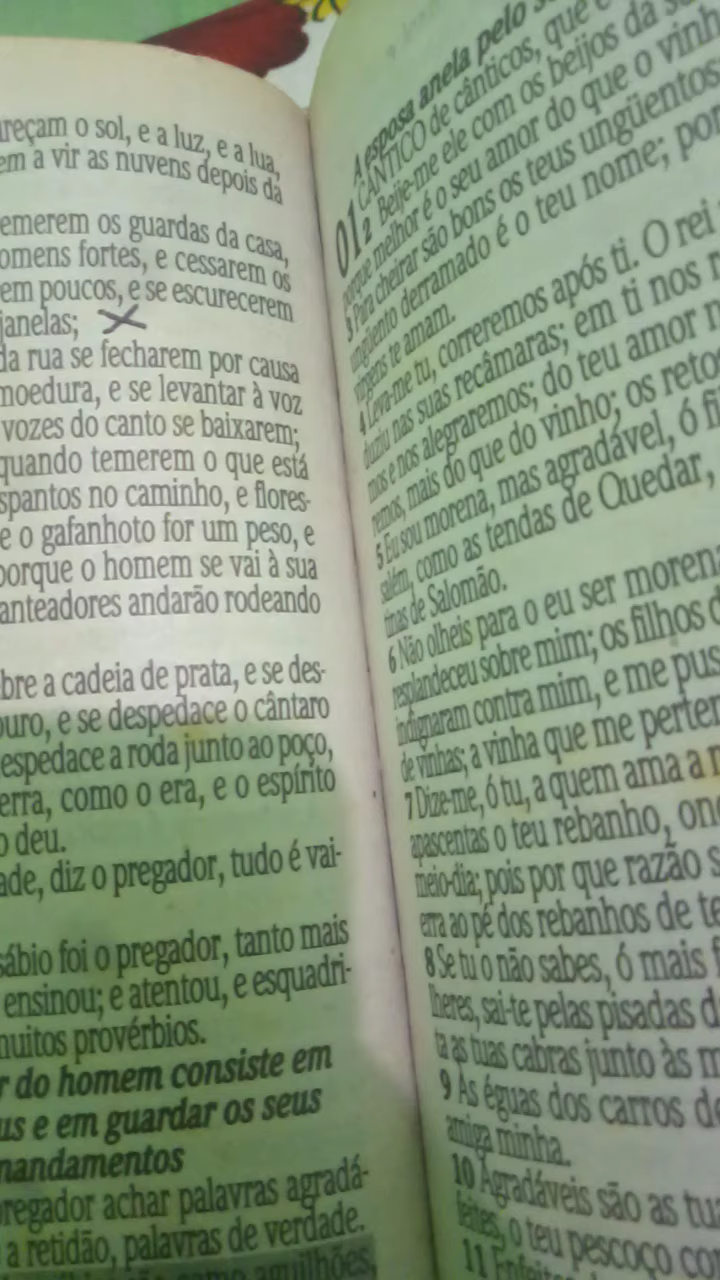 reçam o sol, e a luz, e a lua,
em a vir as nuvens depois da
emerem os guardas da casa,
omens fortes, e cessarem os
em poucos, e se escurecerem
janelas;
da rua se fecharem por causa
moedura, e se levantar à voz
vozes do canto se baixarem;
quando temerem o que está
spantos no caminho, e flores-
e o gafanhoto for um peso, e
porque o homem se vai à sua
anteadores andarão rodeando
bre a cadeia de prata, e se des-
ouro, e se despedace o cântaro
espedace a roda junto ao poço,
erra, como o era, e o espírito
o deu.
ade, diz o pregador, tudo é vai-
sábio foi o pregador, tanto mais
ensinou; e atentou, e esquadri-
muitos provérbios.
r do homem consiste em
us e em guardar os seus
mandamentos
pregador achar palavras agradá-
a retidão, palavras de verdade.
como aguilhões,
A esposa anela pelo
01 CÂNTICO de cânticos, que é
2 Beije-me ele com os beijos da
porque melhor é o seu amor do que o vinh
3 Para cheirar são bons os teus ungüentos
ungüento derramado é o teu nome; por
virgens te amam.
4 Leva-me tu, correremos após ti. O rei
duziu nas suas recâmaras; em ti nos r
mos e nos alegraremos; do teu amor n
remos, mais do que do vinho; os reto
5 Eu sou morena, mas agradável, ó fi
salém, como as tendas de Quedar,
tinas de Salomão.
6 Não olheis para o eu ser morena
resplandeceu sobre mim; os filhos d
indignaram contra mim, e me pus
de vinhas; a vinha que me perten
7 Dize-me, ó tu, a quem ama a m
apascentas o teu rebanho, ond
meio-dia; pois por que razão s
erra ao pé dos rebanhos de te
8 Se tu o não sabes, ó mais f
lheres, sai-te pelas pisadas d
ta as tuas cabras junto às m
9 Às éguas dos carros de
amiga minha.
10 Agradáveis são as tua
feites, o teu pescoço co
11 Enfeite